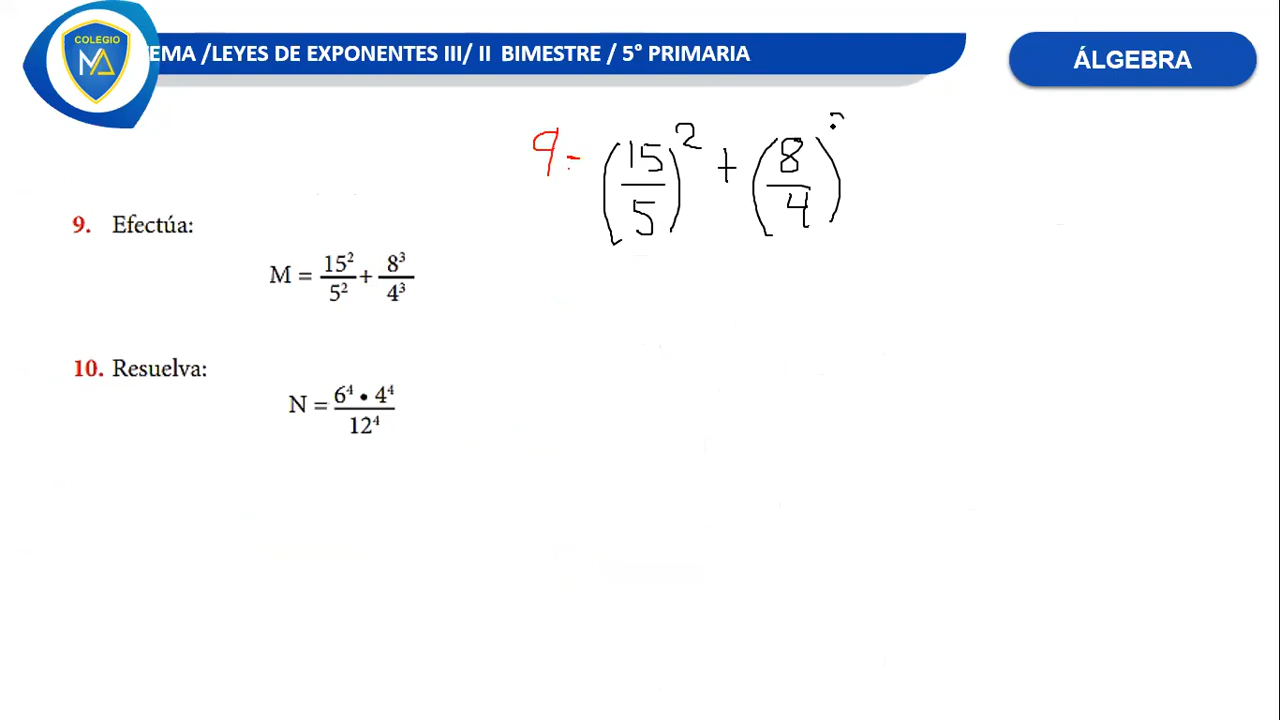 COLEGIO
MA
EMA /LEYES DE EXPONENTES III/ II BIMESTRE / 5° PRIMARIA
ÁLGEBRA
9.- (15/5)² + (8/4)
9. Efectúa:
M = 15²/5² + 8³/4³
10. Resuelva:
N = 6⁴ • 4⁴/12⁴